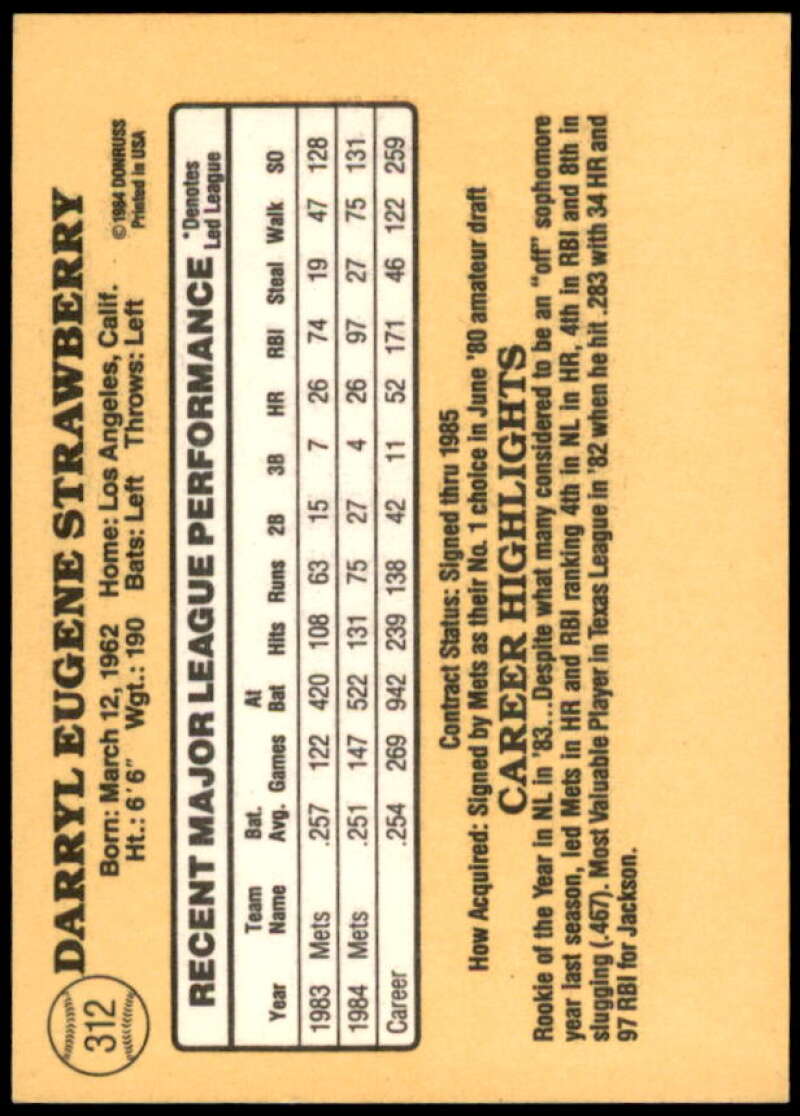 312
DARRYL EUGENE STRAWBERRY
Born: March 12, 1962 Home: Los Angeles, Calif.
Ht.: 6'6" Wgt.: 190 Bats: Left Throws: Left
© 1984 DONRUSS
Printed in USA
RECENT MAJOR LEAGUE PERFORMANCE
*Denotes
Led League
Year Team Name Bat. Avg. Games At Bat Hits Runs 2B 3B HR RBI Steal Walk SO
1983 Mets .257 122 420 108 63 15 7 26 74 19 47 128
1984 Mets .251 147 522 131 75 27 4 26 97 27 75 131
Career .254 269 942 239 138 42 11 52 171 46 122 259
Contract Status: Signed thru 1985
How Acquired: Signed by Mets as their No. 1 choice in June '80 amateur draft
CAREER HIGHLIGHTS
Rookie of the Year in NL in '83...Despite what many considered to be an "off" sophomore
year last season, led Mets in HR and RBI ranking 4th in NL in HR, 4th in RBI and 8th in
slugging (.467). Most Valuable Player in Texas League in '82 when he hit .283 with 34 HR and
97 RBI for Jackson.